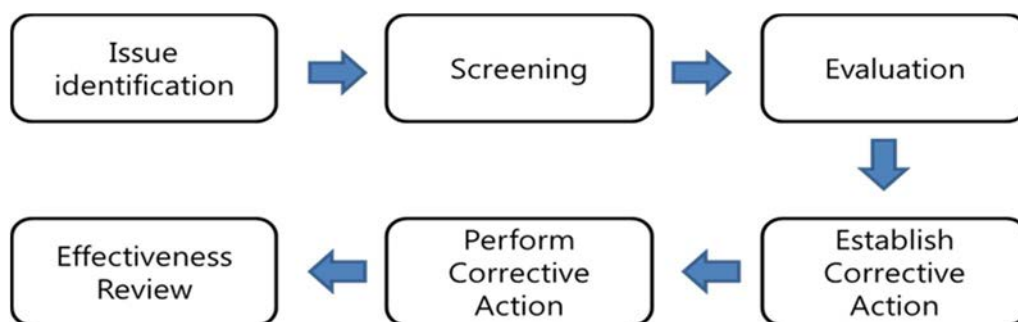 Issue
identification
Screening
Evaluation
Establish
Corrective
Action
Perform
Corrective
Action
Effectiveness
Review